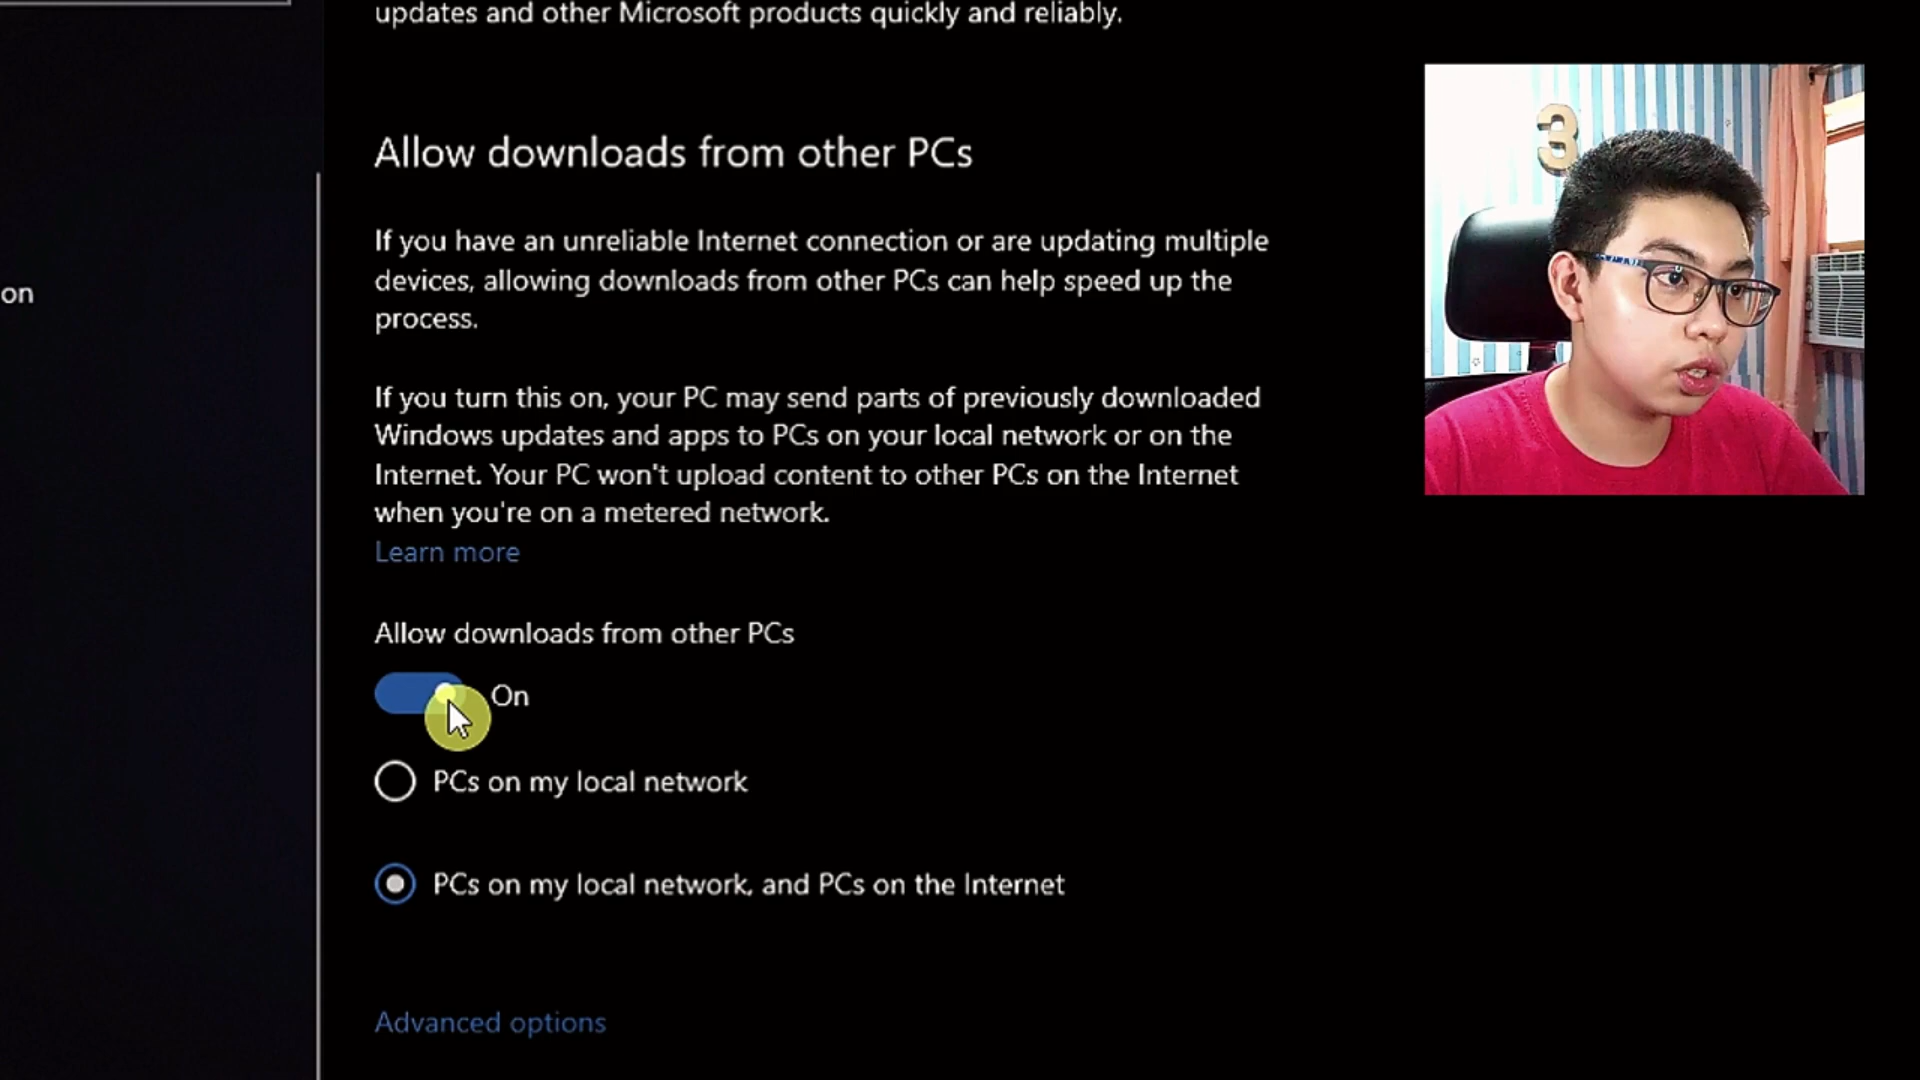 updates and other Microsoft products quickly and reliably.
Allow downloads from other PCs
3
If you have an unreliable Internet connection or are updating multiple
devices, allowing downloads from other PCs can help speed up the
on
process.
If you turn this on, your PC may send parts of previously downloaded
Windows updates and apps to PCs on your local network or on the
Internet. Your PC won't upload content to other PCs on the Internet
when you're on a metered network.
Learn more
Allow downloads from other PCs
On
PCs on my local network
PCs on my local network, and PCs on the Internet
Advanced options